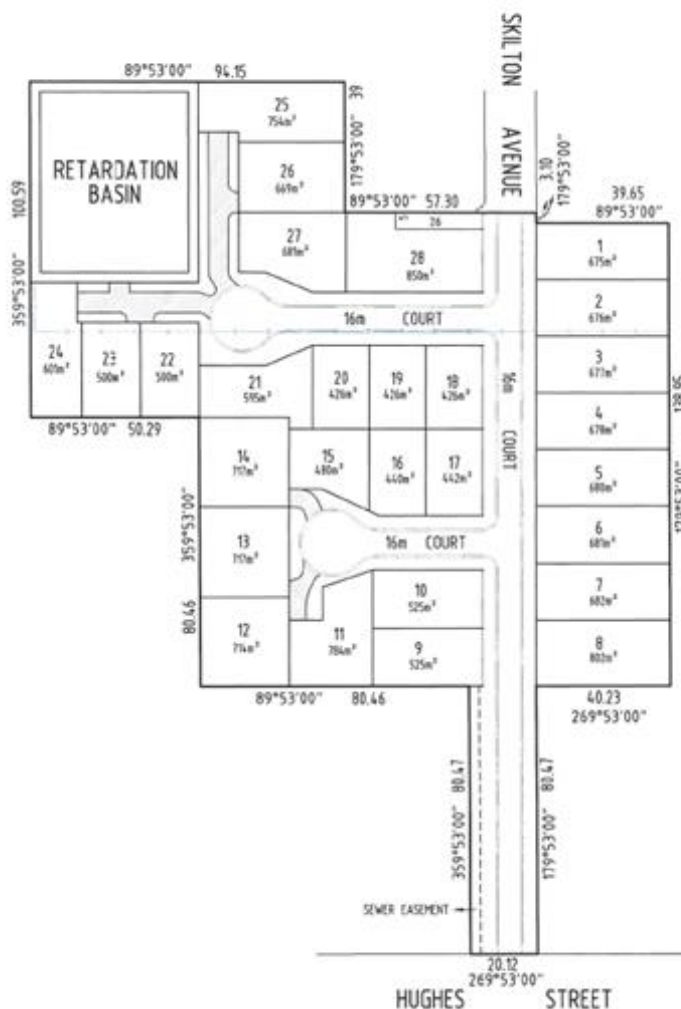 SKILTON AVENUE
89°53'00" 94.15
25
754m²
39
179°53'00"
RETARDATION
BASIN
26
669m²
3.10
179°53'00"
100.59
359°53'00"
89°53'00" 57.30
39.65
89°53'00"
5
26
27
681m²
28
850m²
1
675m²
2
676m²
16m COURT
24
601m²
23
500m²
22
500m²
21
595m²
20
426m²
19
426m²
18
426m²
16m COURT
3
677m²
89°53'00" 50.29
4
678m²
138.95
179°53'00"
14
717m²
15
480m²
16
440m²
17
442m²
5
680m²
359°53'00"
80.46
13
717m²
16m COURT
6
681m²
10
525m²
7
682m²
12
714m²
11
784m²
9
525m²
8
802m²
89°53'00" 80.46
40.23
269°53'00"
359°53'00" 80.47
179°53'00" 80.47
SEWER EASEMENT
20.12
269°53'00"
HUGHES STREET